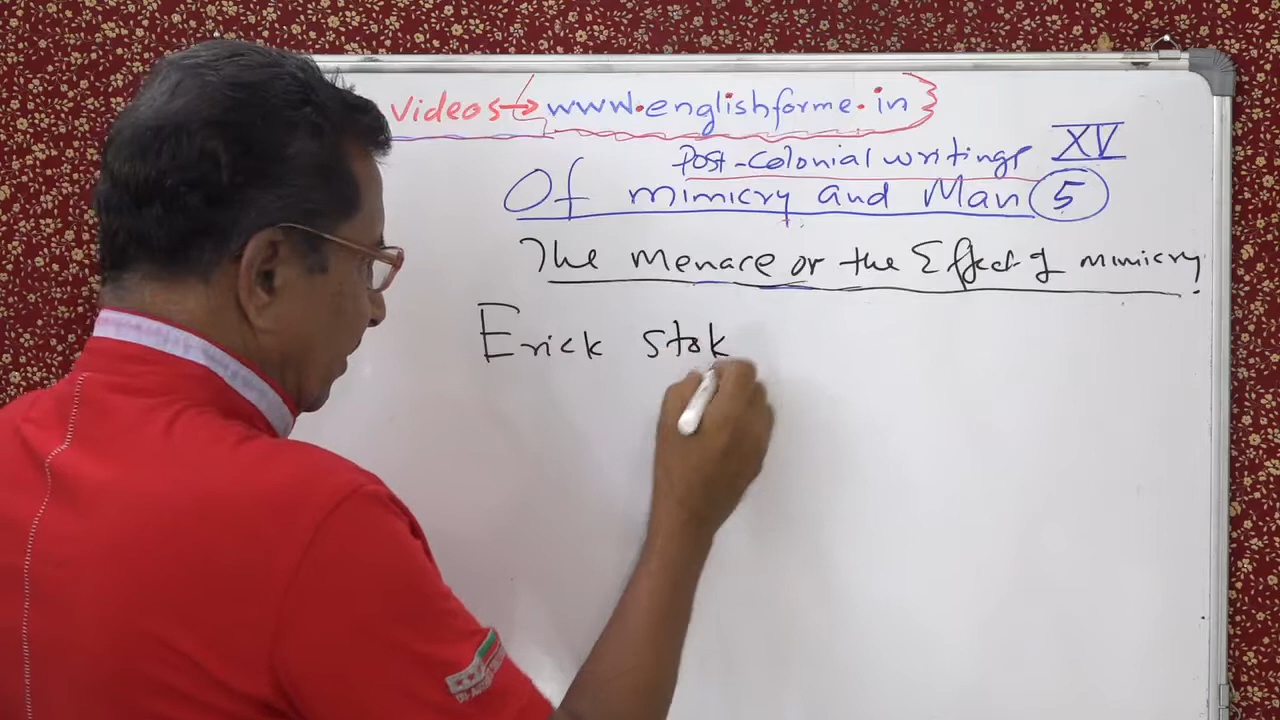 Videos → www.englishforme.in
Post-Colonial writings XV
Of mimicry and Man 5
The Menace or the Effect of mimicry
Erick Stok